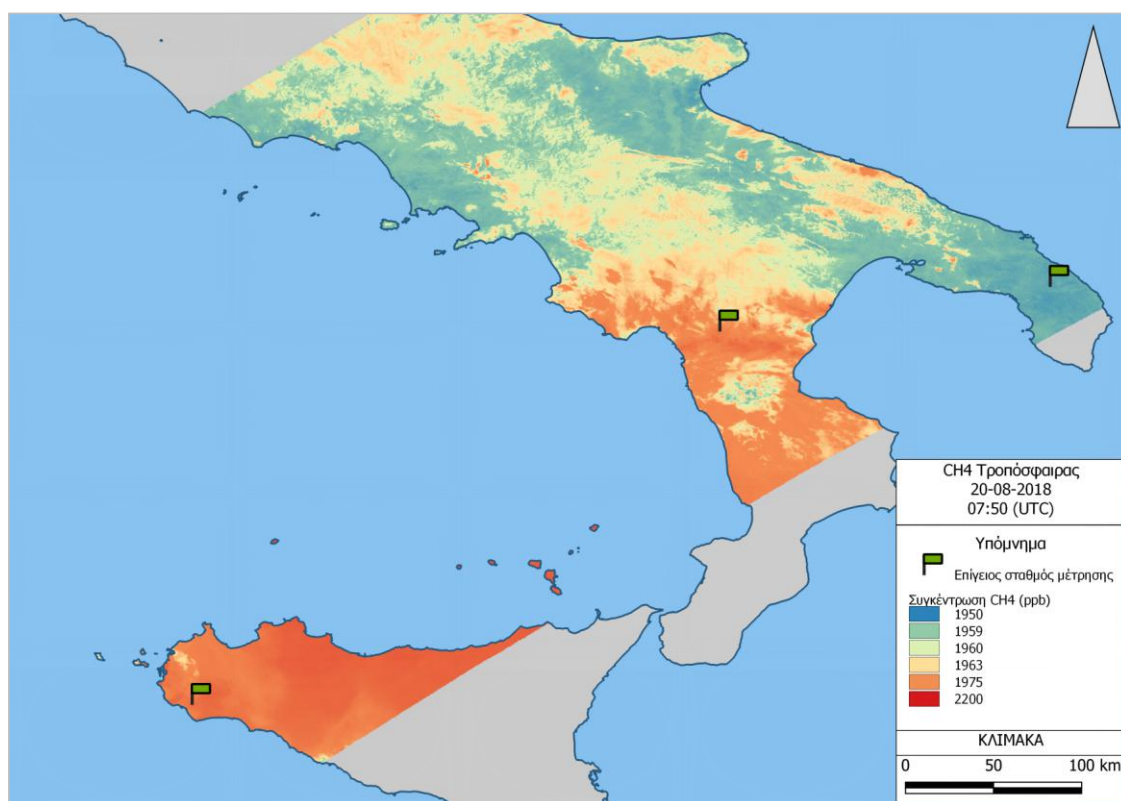 CH4 Τροπόσφαιρας
20-08-2018
07:50 (UTC)
Υπόμνημα
Επίγειος σταθμός μέτρησης
Συγκέντρωση CH4 (ppb)
1950
1959
1960
1963
1975
2200
ΚΛΙΜΑΚΑ
0 50 100 km